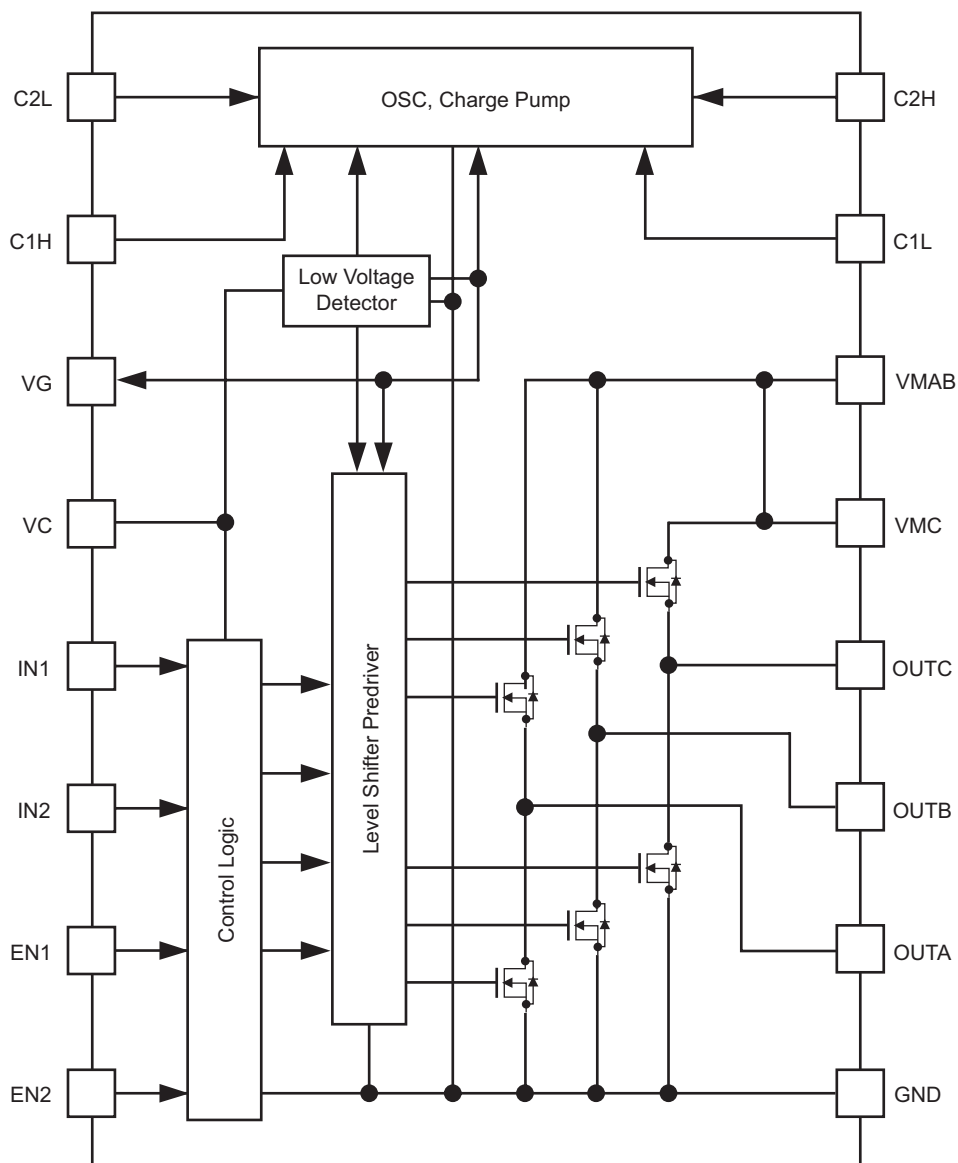 C2L
OSC, Charge Pump
C2H
C1H
C1L
Low Voltage
Detector
VG
VMAB
VC
VMC
IN1
OUTC
Level Shifter Predriver
IN2
OUTB
Control Logic
EN1
OUTA
EN2
GND